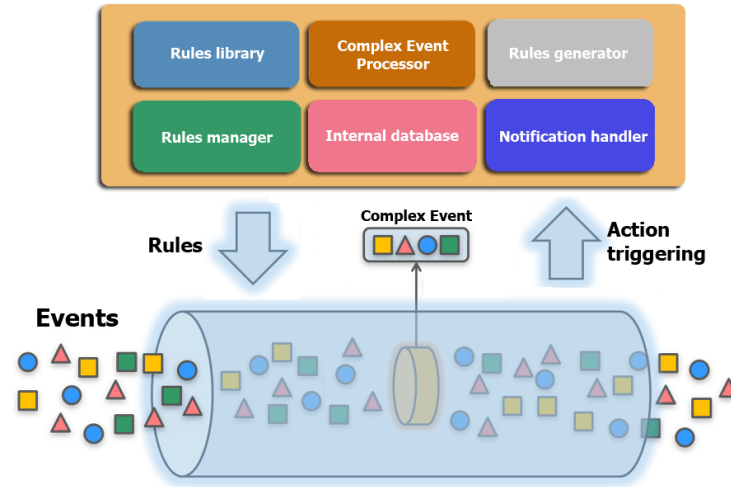 Rules library
Complex Event
Processor
Rules generator
Rules manager
Internal database
Notification handler
Rules
Complex Event
Action
triggering
Events